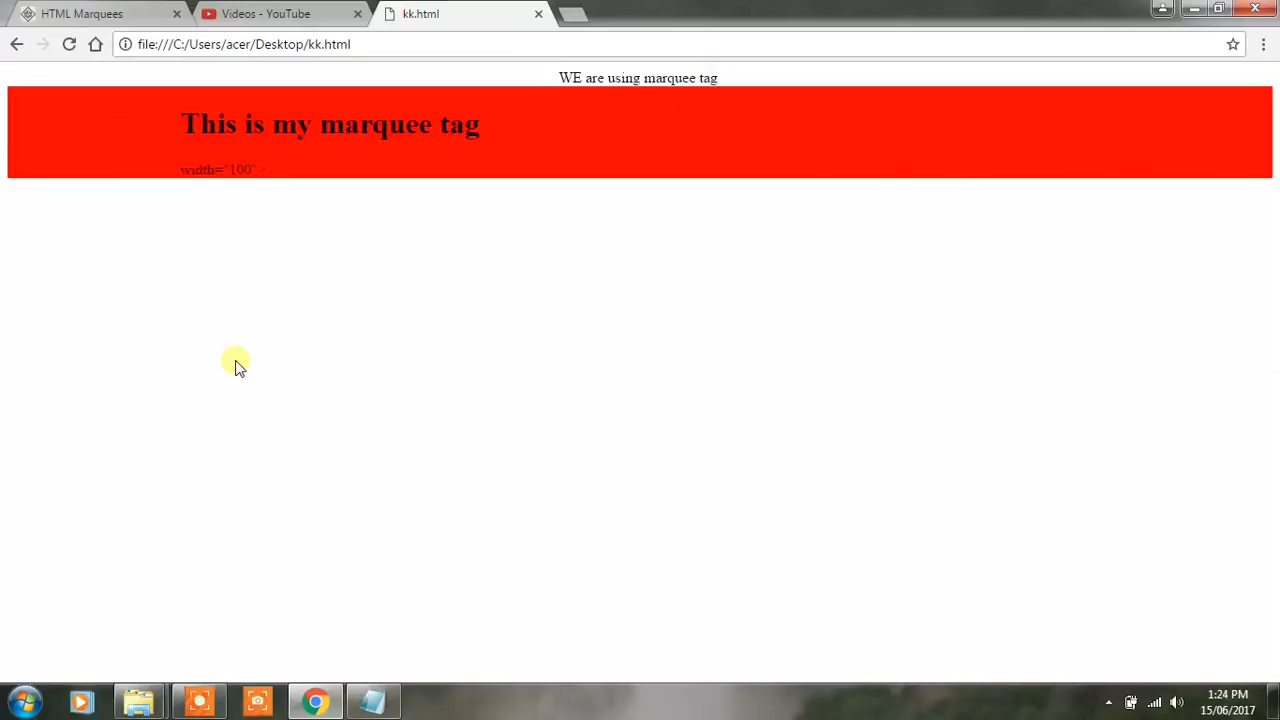 HTML Marquees
Videos - YouTube
kk.html
file:///C:/Users/acer/Desktop/kk.html
WE are using marquee tag
This is my marquee tag
width="100" >
1:24 PM
15/06/2017